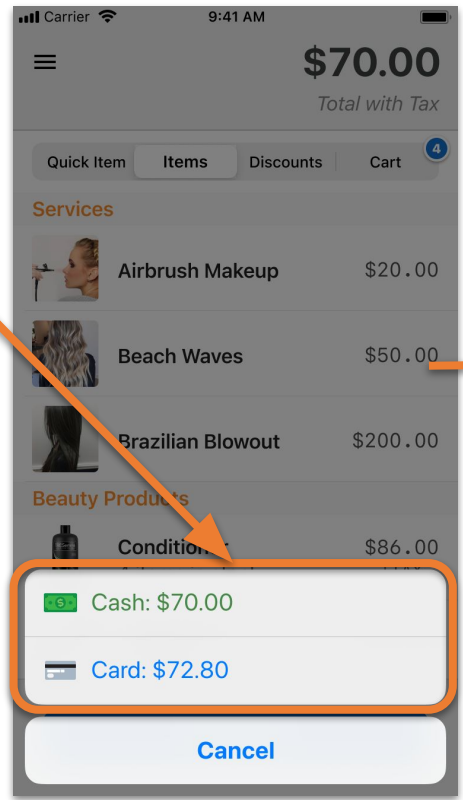 Carrier 9:41 AM
$70.00
Total with Tax
Quick Item Items Discounts Cart 4
Services
Airbrush Makeup $20.00
Beach Waves $50.00
Brazilian Blowout $200.00
Beauty Products
Conditioner $86.00
Cash: $70.00
Card: $72.80
Cancel